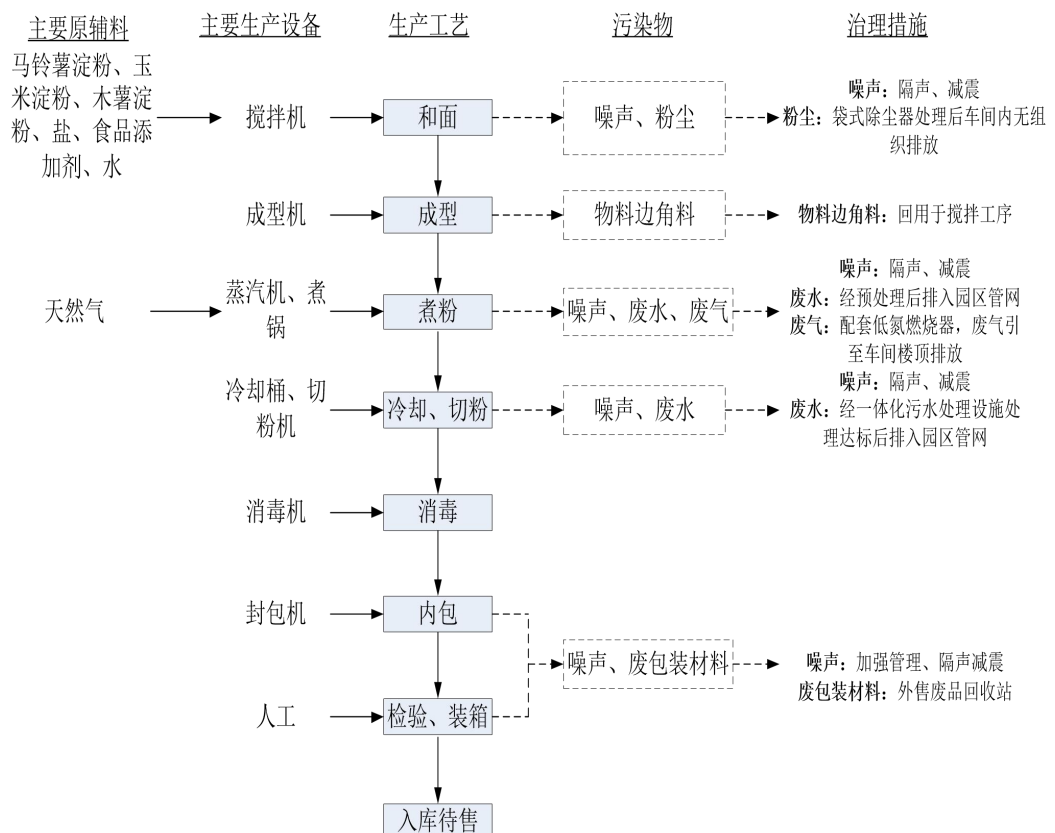 主要原辅料
主要生产设备
生产工艺
污染物
治理措施
马铃薯淀粉、玉
米淀粉、木薯淀
粉、盐、食品添
加剂、水
搅拌机
和面
噪声、粉尘
噪声：隔声、减震
粉尘：袋式除尘器处理后车间内无组
织排放
成型机
成型
物料边角料
物料边角料：回用于搅拌工序
天然气
蒸汽机、煮
锅
煮粉
噪声、废水、废气
噪声：隔声、减震
废水：经预处理后排入园区管网
废气：配套低氮燃烧器，废气引
至车间楼顶排放
冷却桶、切
粉机
冷却、切粉
噪声、废水
噪声：隔声、减震
废水：经一体化污水处理设施处
理达标后排入园区管网
消毒机
消毒
封包机
内包
噪声、废包装材料
噪声：加强管理、隔声减震
废包装材料：外售废品回收站
人工
检验、装箱
入库待售